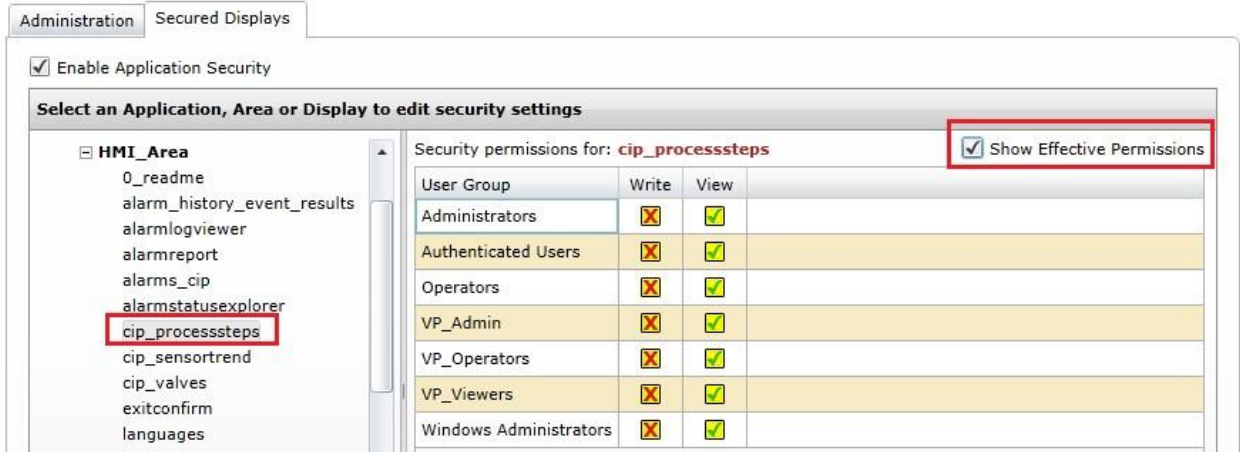 Administration Secured Displays
Enable Application Security
Select an Application, Area or Display to edit security settings
HMI_Area
0_readme
alarm_history_event_results
alarmlogviewer
alarmreport
alarms_cip
alarmstatusexplorer
cip_processsteps
cip_sensortrend
cip_valves
exitconfirm
languages
Security permissions for: cip_processsteps Show Effective Permissions
User Group Write View
Administrators
Authenticated Users
Operators
VP_Admin
VP_Operators
VP_Viewers
Windows Administrators